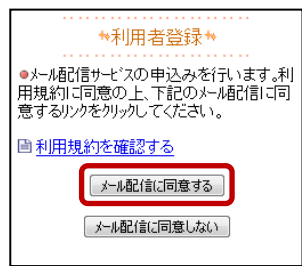 利用者登録
●メール配信サービスの申込みを行います。利
用規約に同意の上、下記のメール配信に同
意するリンクをクリックしてください。
利用規約を確認する
メール配信に同意する
メール配信に同意しない